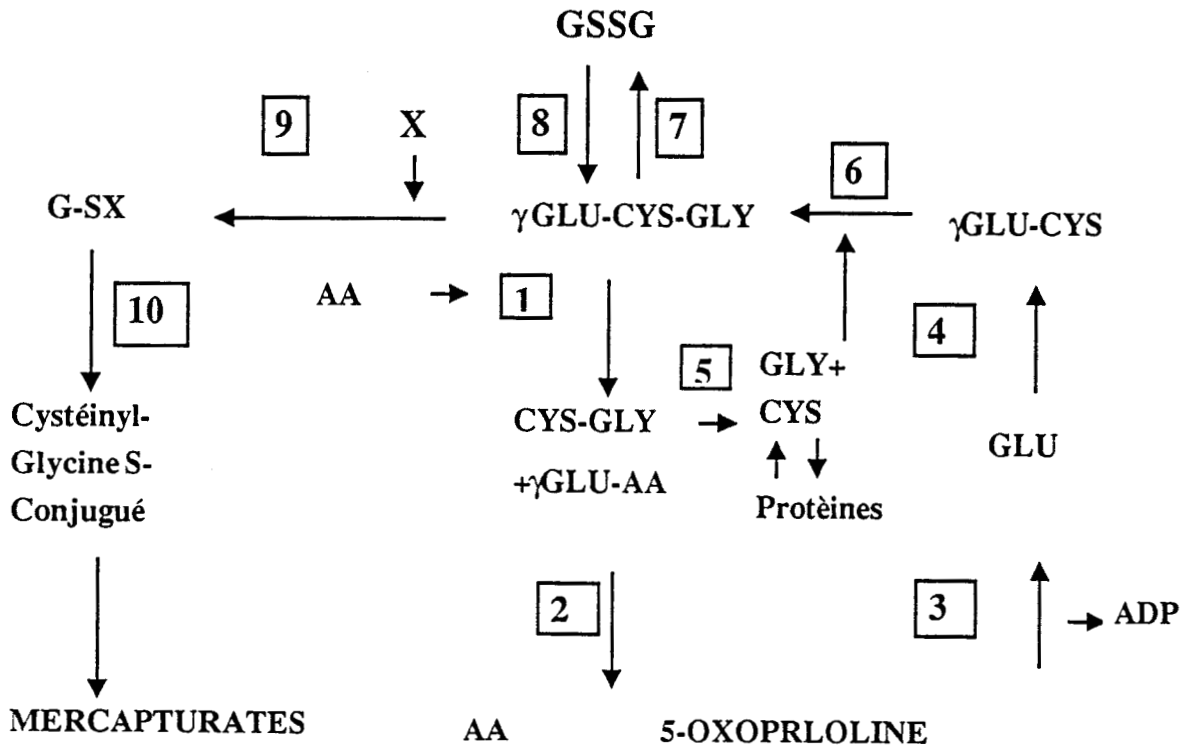 GSSG
9
X
8
7
6
G-SX
γGLU-CYS-GLY
γGLU-CYS
10
AA
1
4
5
GLY+
CYS
Cystéinyl-
Glycine S-
Conjugué
CYS-GLY
+γGLU-AA
GLU
Protèines
2
3
ADP
MERCAPTURATES
AA
5-OXOPRLOLINE